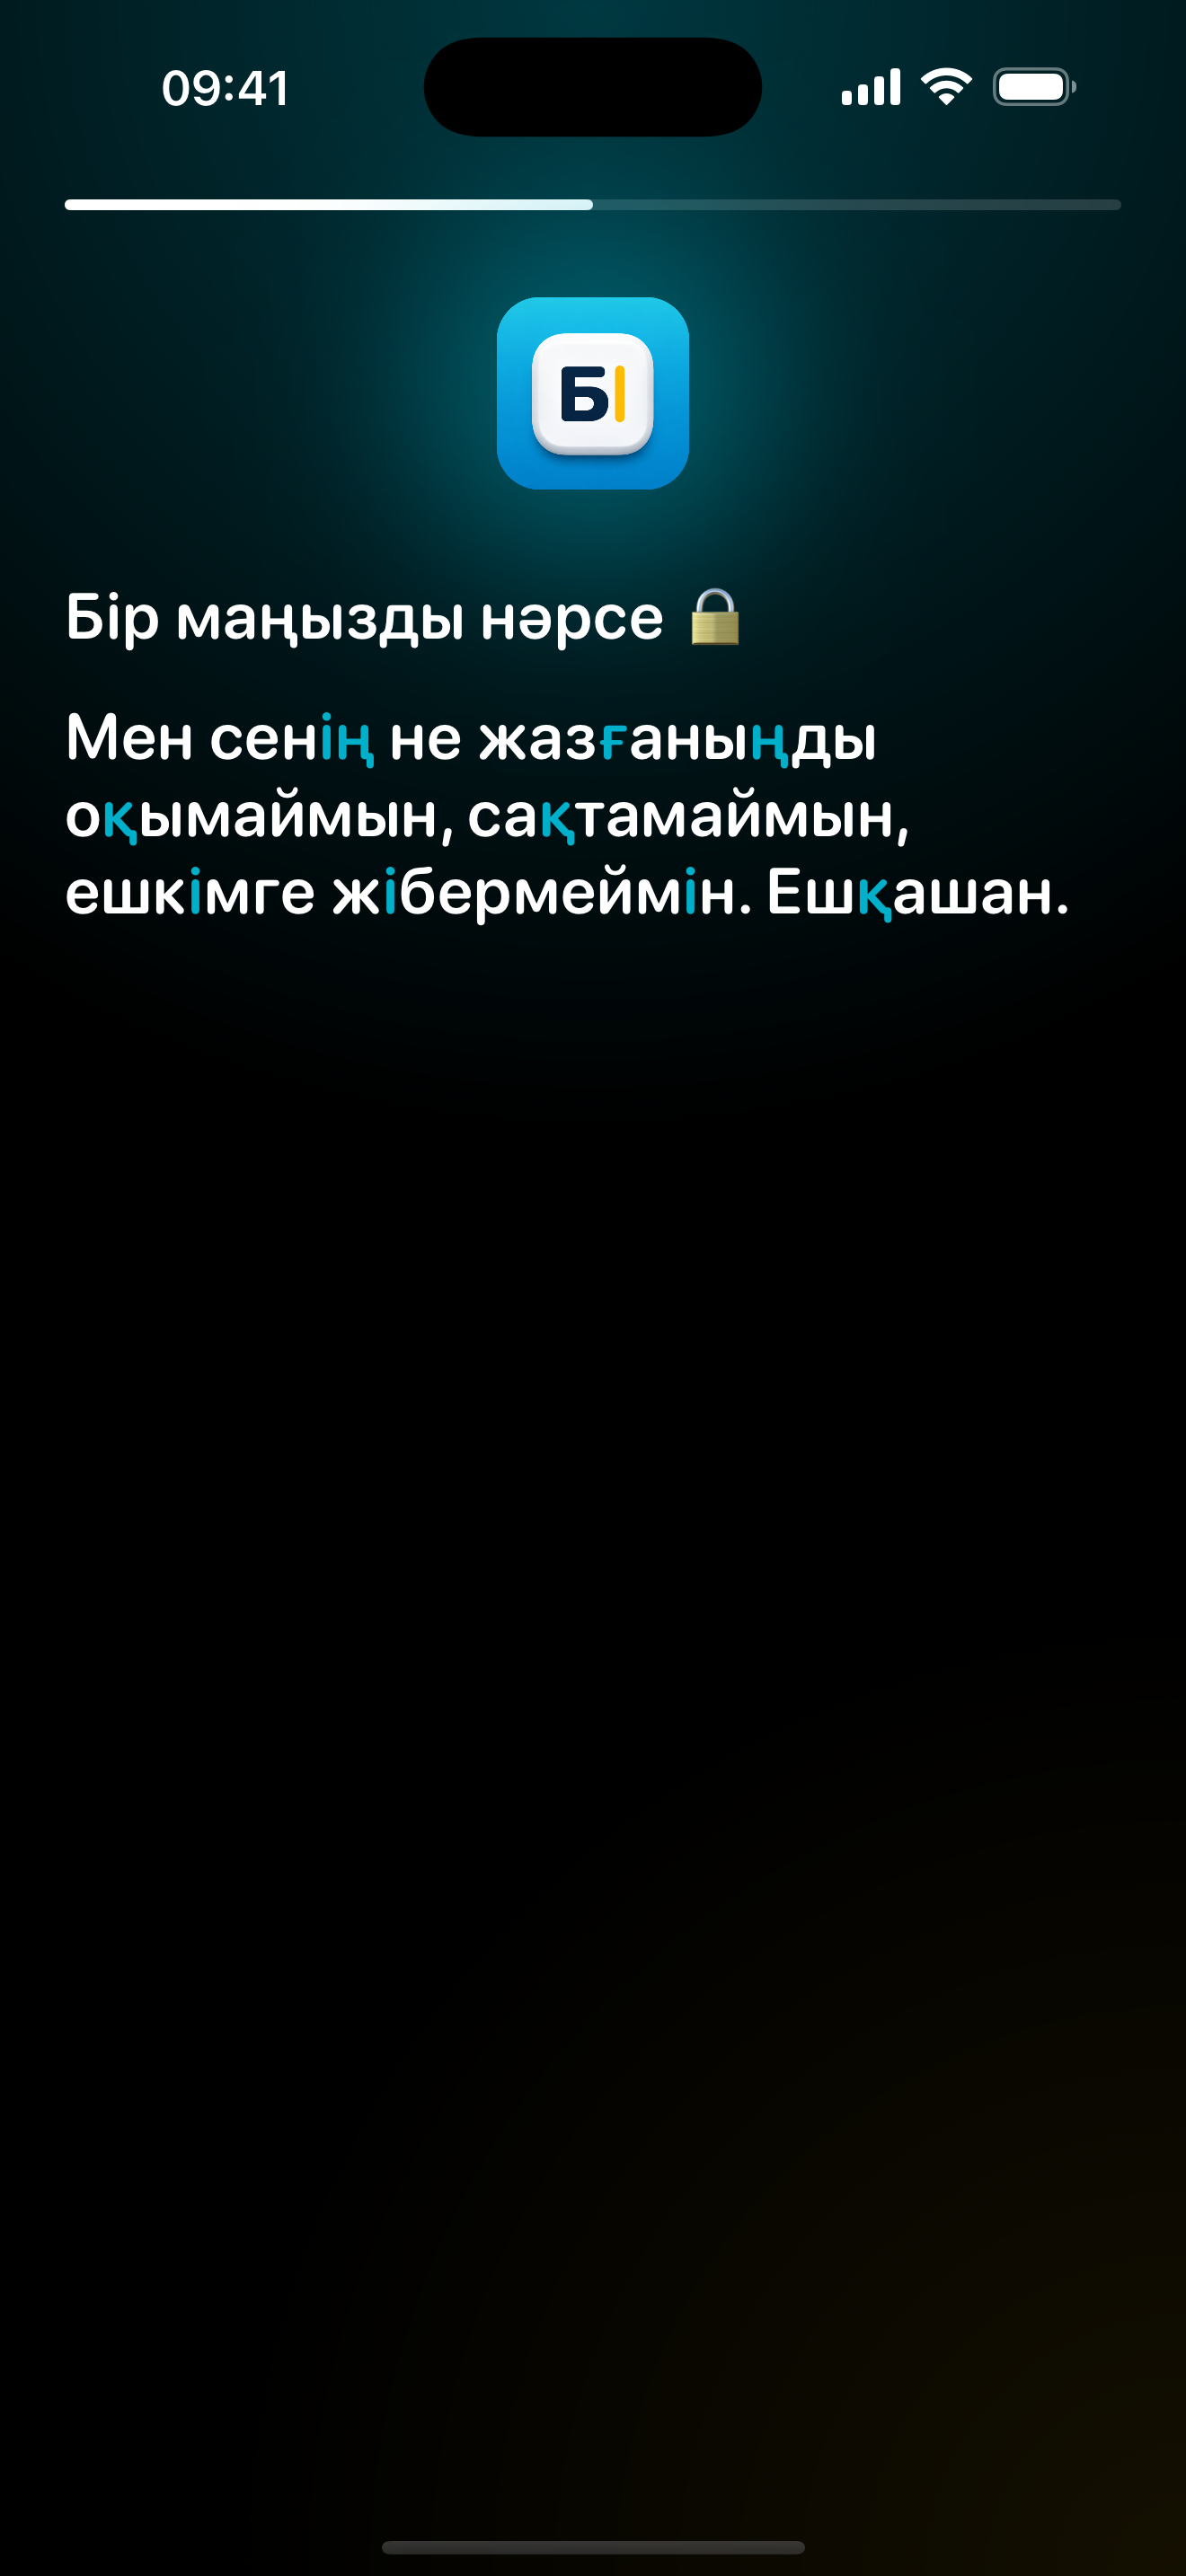 09:41
Б
Бір маңызды нәрсе 🔒
Мен сенің не жазғаныңды
оқымаймын, сақтамаймын,
ешкімге жібермеймін. Ешқашан.